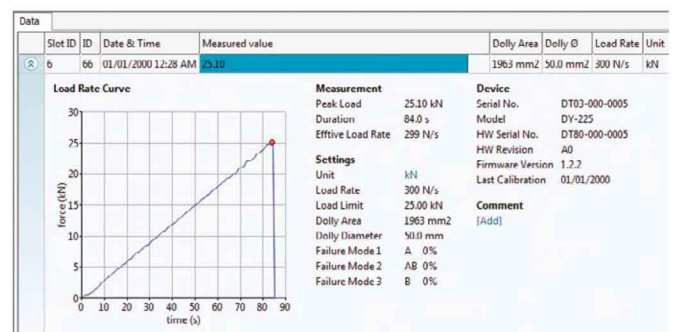 Data
Slot ID ID Date & Time Measured value Dolly Area Dolly Ø Load Rate Unit
6 66 01/01/2000 12:28 AM 25.10 1963 mm2 50.0 mm2 300 N/s kN
Load Rate Curve
force (kN)
30
25
20
15
10
5
0
0 10 20 30 40 50 60 70 80 90
time (s)
Measurement
Peak Load 25.10 kN
Duration 84.0 s
Efftive Load Rate 299 N/s
Settings
Unit kN
Load Rate 300 N/s
Load Limit 25.00 kN
Dolly Area 1963 mm2
Dolly Diameter 50.0 mm
Failure Mode 1 A 0%
Failure Mode 2 AB 0%
Failure Mode 3 B 0%
Device
Serial No. DT03-000-0005
Model DY-225
HW Serial No. DT80-000-0005
HW Revision A0
Firmware Version 1.2.2
Last Calibration 01/01/2000
Comment
[Add]